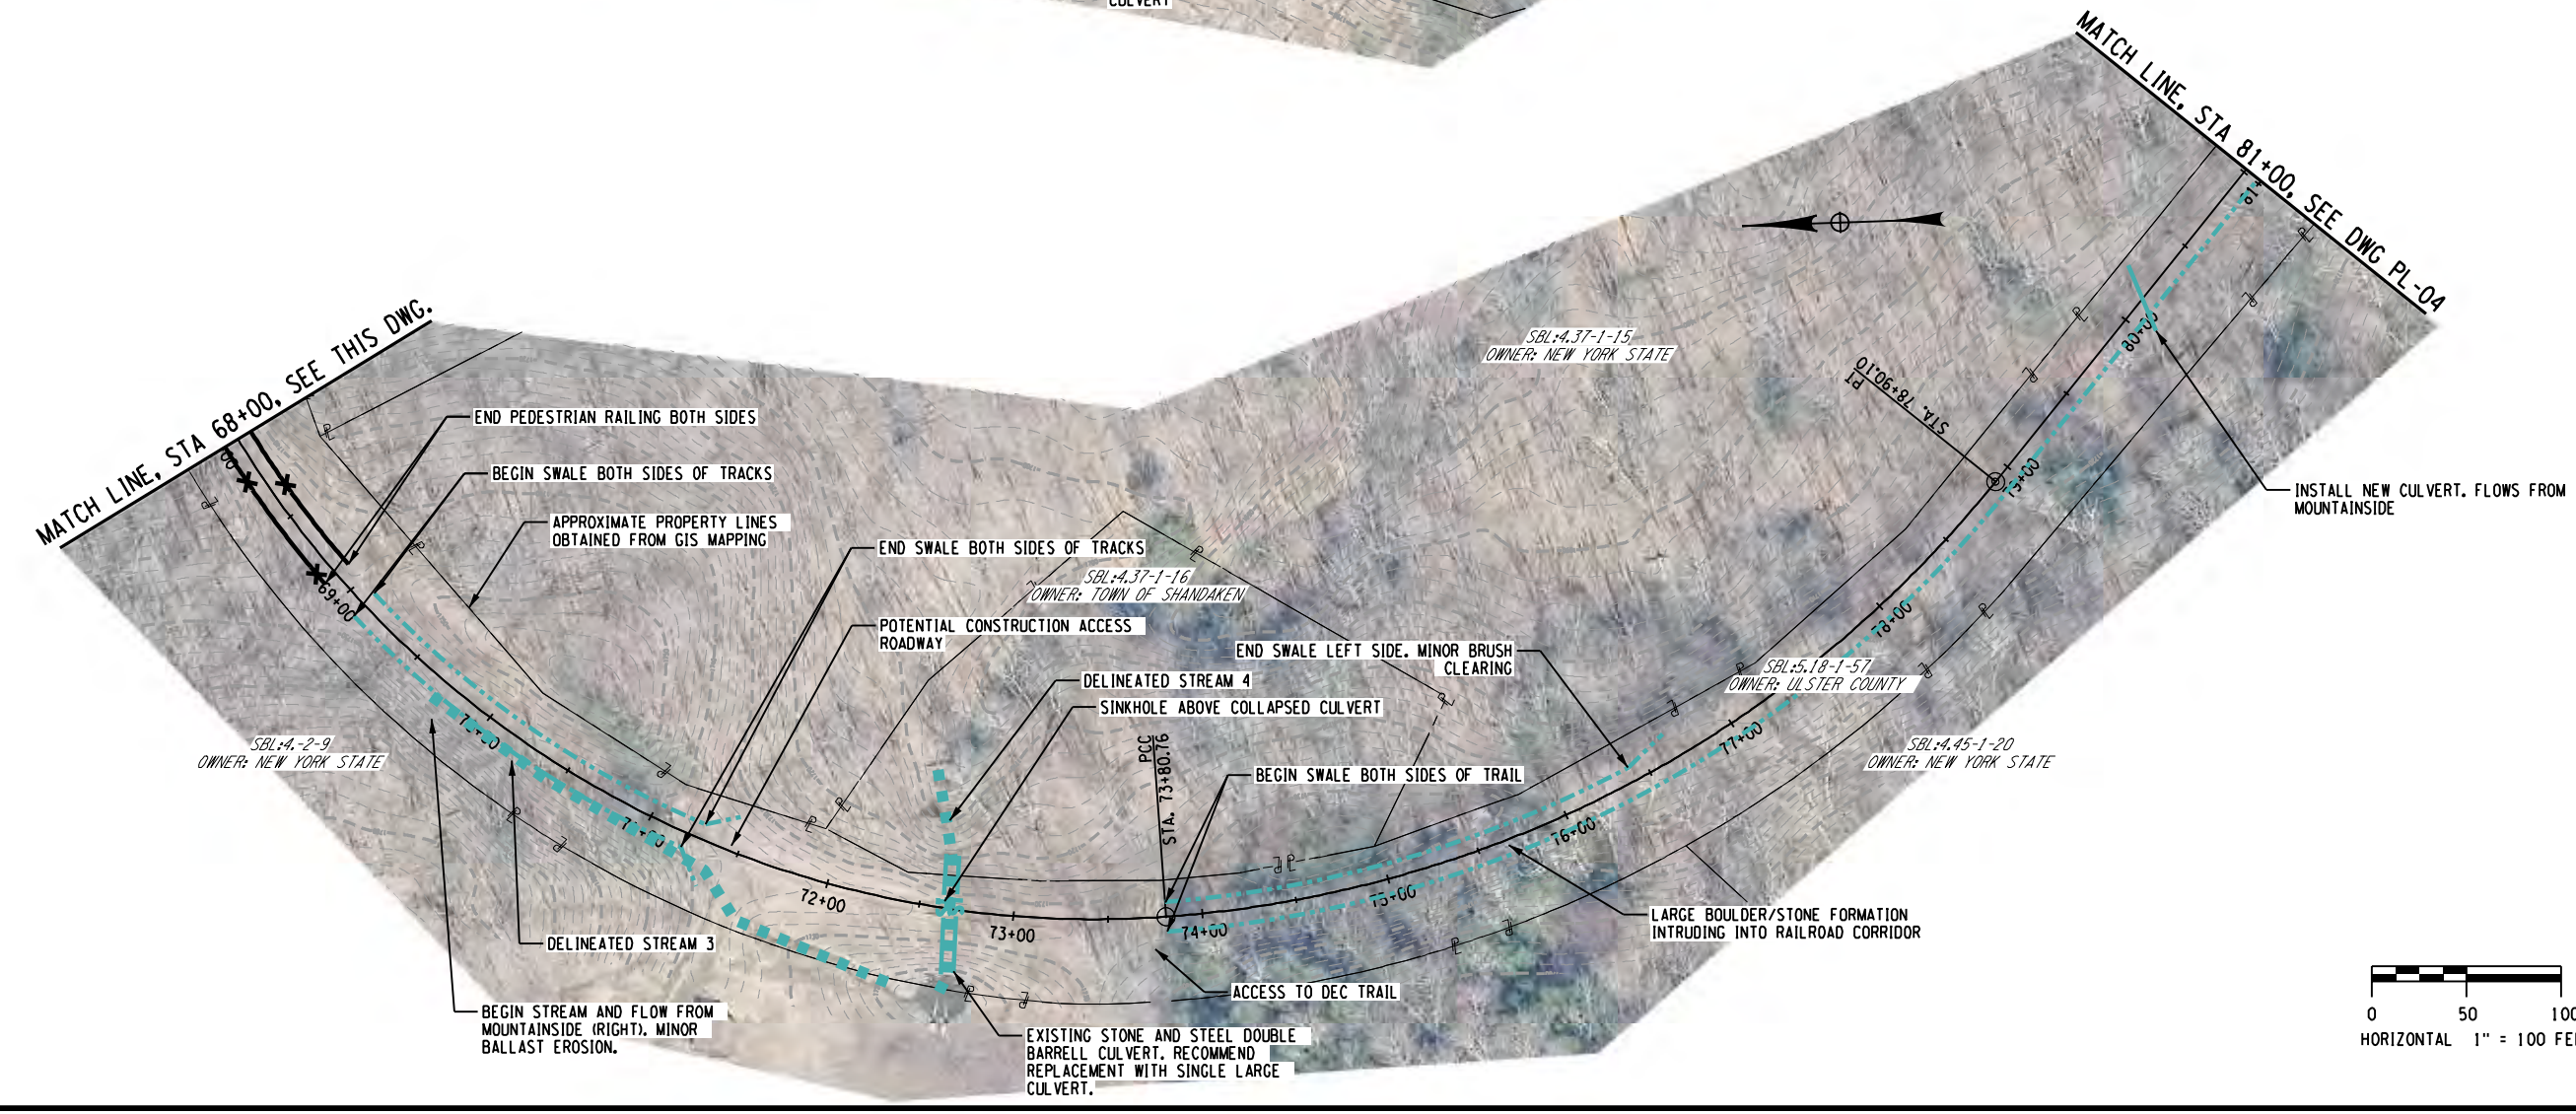 CULVERT
MATCH LINE, STA 68+00, SEE THIS DWG.
MATCH LINE, STA 81+00, SEE DWG PL-04
END PEDESTRIAN RAILING BOTH SIDES
BEGIN SWALE BOTH SIDES OF TRACKS
APPROXIMATE PROPERTY LINES
OBTAINED FROM GIS MAPPING
END SWALE BOTH SIDES OF TRACKS
SBL:4.37-1-16
OWNER: TOWN OF SHANDAKEN
POTENTIAL CONSTRUCTION ACCESS
ROADWAY
DELINEATED STREAM 4
SINKHOLE ABOVE COLLAPSED CULVERT
SBL:4.37-1-15
OWNER: NEW YORK STATE
END SWALE LEFT SIDE. MINOR BRUSH
CLEARING
SBL:5.18-1-57
OWNER: ULSTER COUNTY
PCC
STA. 73+80.76
BEGIN SWALE BOTH SIDES OF TRAIL
PT
STA. 78+90.10
INSTALL NEW CULVERT. FLOWS FROM
MOUNTAINSIDE
SBL:4.-2-9
OWNER: NEW YORK STATE
SBL:4.45-1-20
OWNER: NEW YORK STATE
69+00
70+00
71+00
72+00
73+00
74+00
75+00
76+00
77+00
78+00
79+00
80+00
81
DELINEATED STREAM 3
BEGIN STREAM AND FLOW FROM
MOUNTAINSIDE (RIGHT). MINOR
BALLAST EROSION.
LARGE BOULDER/STONE FORMATION
INTRUDING INTO RAILROAD CORRIDOR
ACCESS TO DEC TRAIL
EXISTING STONE AND STEEL DOUBLE
BARRELL CULVERT. RECOMMEND
REPLACEMENT WITH SINGLE LARGE
CULVERT.
0 50 100
HORIZONTAL 1" = 100 FE